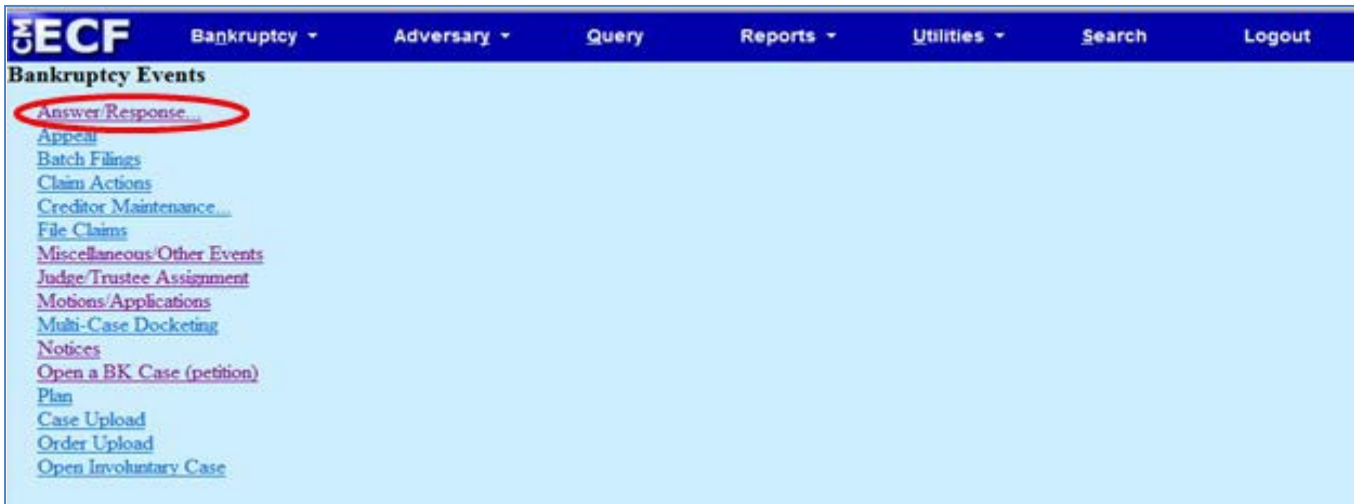 CM ECF Bankruptcy Adversary Query Reports Utilities Search Logout
Bankruptcy Events
Answer/Response...
Appeal
Batch Filings
Claim Actions
Creditor Maintenance...
File Claims
Miscellaneous/Other Events
Judge/Trustee Assignment
Motions/Applications
Multi-Case Docketing
Notices
Open a BK Case (petition)
Plan
Case Upload
Order Upload
Open Involuntary Case